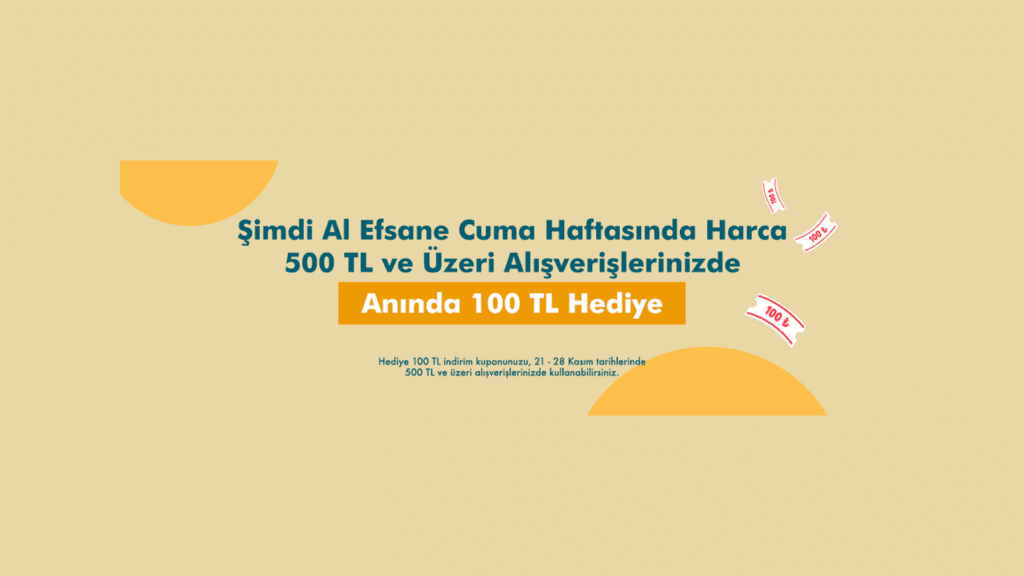 Şimdi Al Efsane Cuma Haftasında Harca
500 TL ve Üzeri Alışverişlerinizde
Anında 100 TL Hediye
Hediye 100 TL indirim kuponunuzu, 21 - 28 Kasım tarihlerinde
500 TL ve üzeri alışverişlerinizde kullanabilirsiniz.
100 ₺
100 ₺
100 ₺